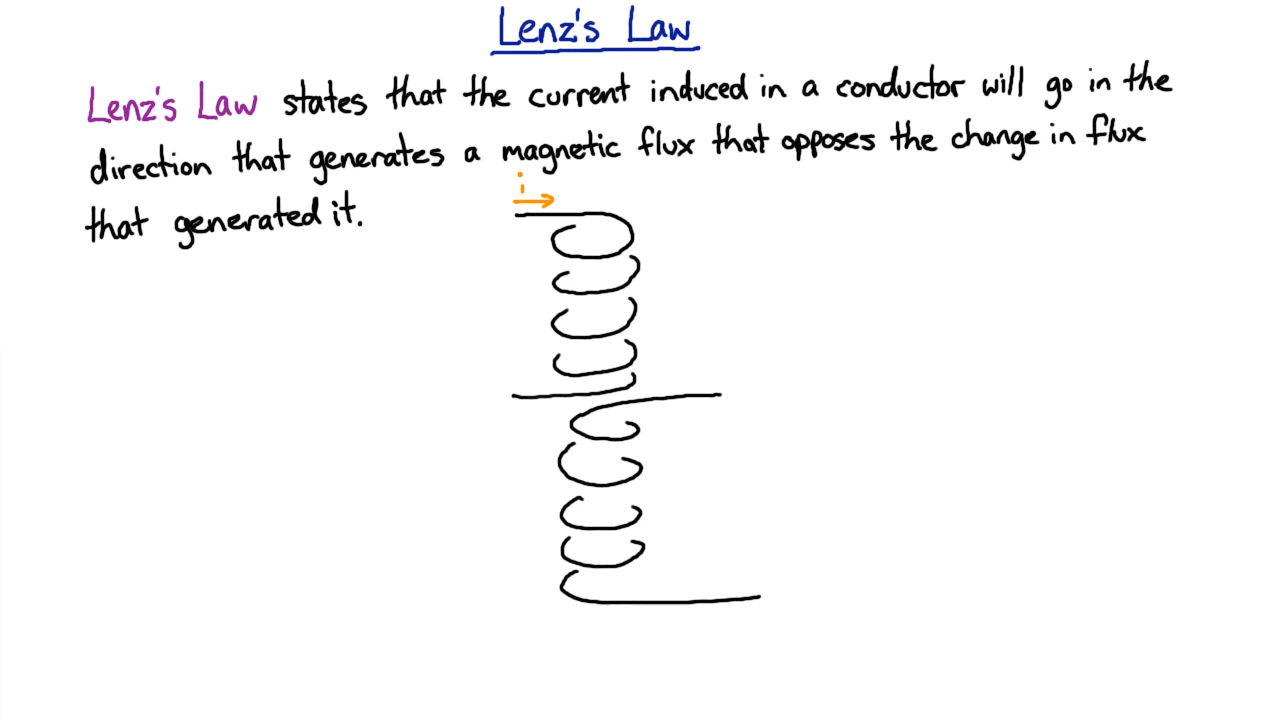 Lenz's Law
Lenz's Law states that the current induced in a conductor will go in the
direction that generates a magnetic flux that opposes the change in flux
that generated it.
i